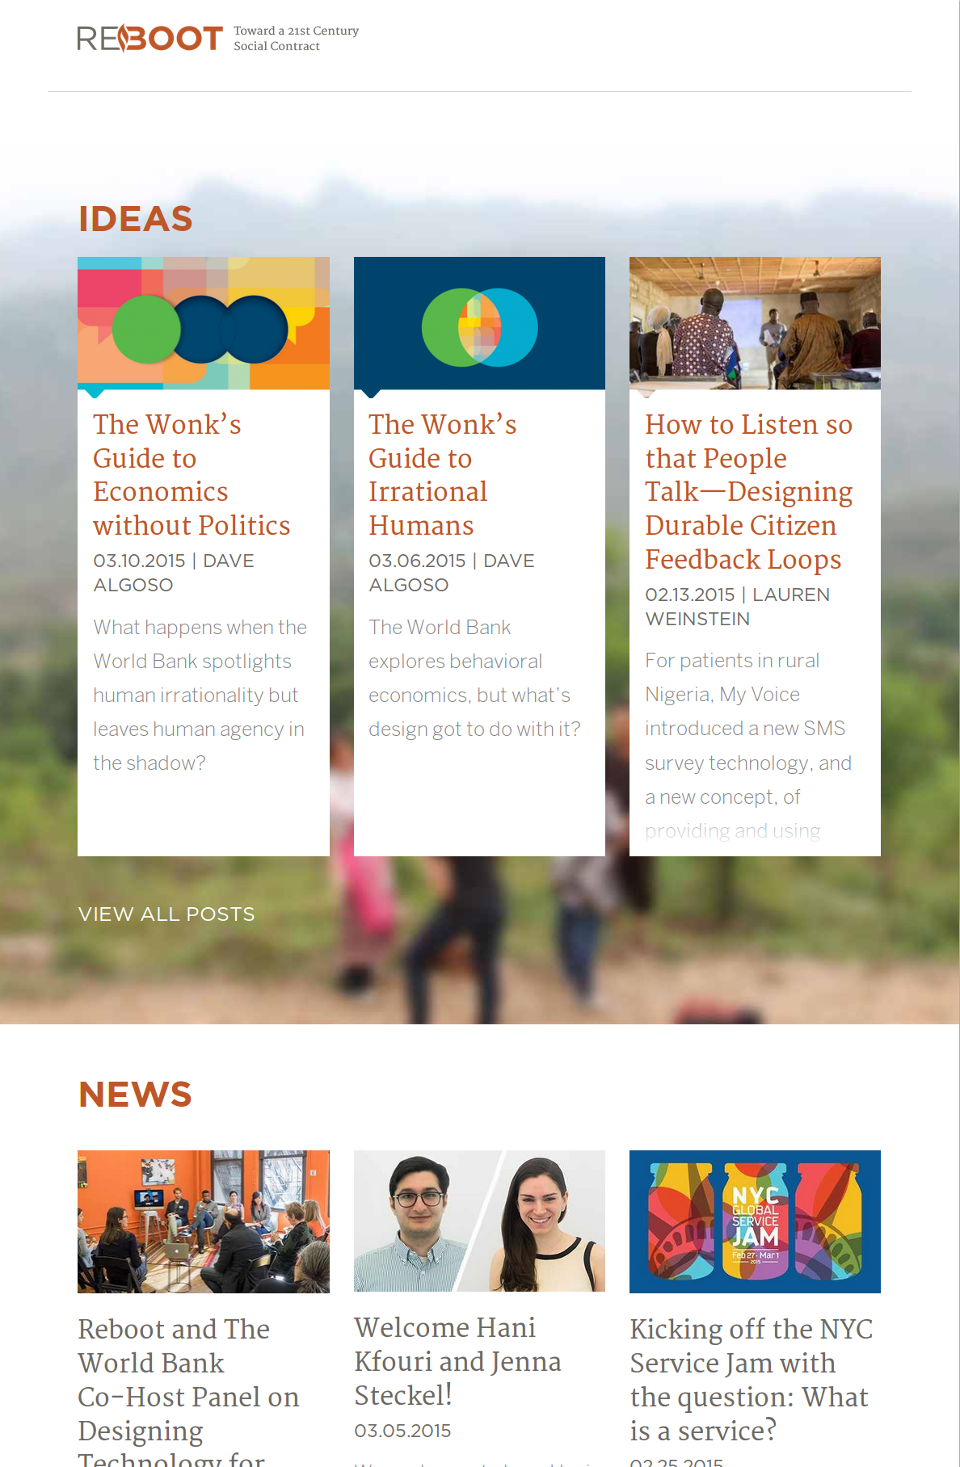 REBOOT
Toward a 21st Century
Social Contract
IDEAS
The Wonk’s
Guide to
Economics
without Politics
03.10.2015 | DAVE
ALGOSO
What happens when the
World Bank spotlights
human irrationality but
leaves human agency in
the shadow?
The Wonk’s
Guide to
Irrational
Humans
03.06.2015 | DAVE
ALGOSO
The World Bank
explores behavioral
economics, but what's
design got to do with it?
How to Listen so
that People
Talk—Designing
Durable Citizen
Feedback Loops
02.13.2015 | LAUREN
WEINSTEIN
For patients in rural
Nigeria, My Voice
introduced a new SMS
survey technology, and
a new concept, of
providing and using
VIEW ALL POSTS
NEWS
Reboot and The
World Bank
Co-Host Panel on
Designing
Technology for
Welcome Hani
Kfouri and Jenna
Steckel!
03.05.2015
NYC
GLOBAL
SERVICE
JAM
Feb 27 - Mar 1
2015
Kicking off the NYC
Service Jam with
the question: What
is a service?
02.25.2015